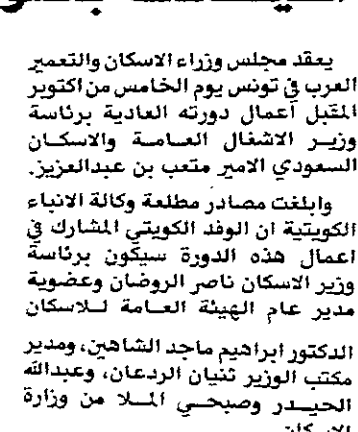 يعقد مجلس وزراء الاسكان والتعمير
العرب في تونس يوم الخامس من اكتوبر
المقبل أعمال دورته العادية برئاسة
وزير الاشغال العامة والاسكان
السعودي الامير متعب بن عبدالعزيز.
وابلغت مصادر مطلعة وكالة الانباء
الكويتية ان الوفد الكويتي المشارك في
اعمال هذه الدورة سيكون برئاسة
وزير الاسكان ناصر الروضان وعضوية
مدير عام الهيئة العامة للاسكان
الدكتور ابراهيم ماجد الشاهين، ومدير
مكتب الوزير ثنيان الردعان، وعبدالله
الحيدر وصبحي الملا من وزارة